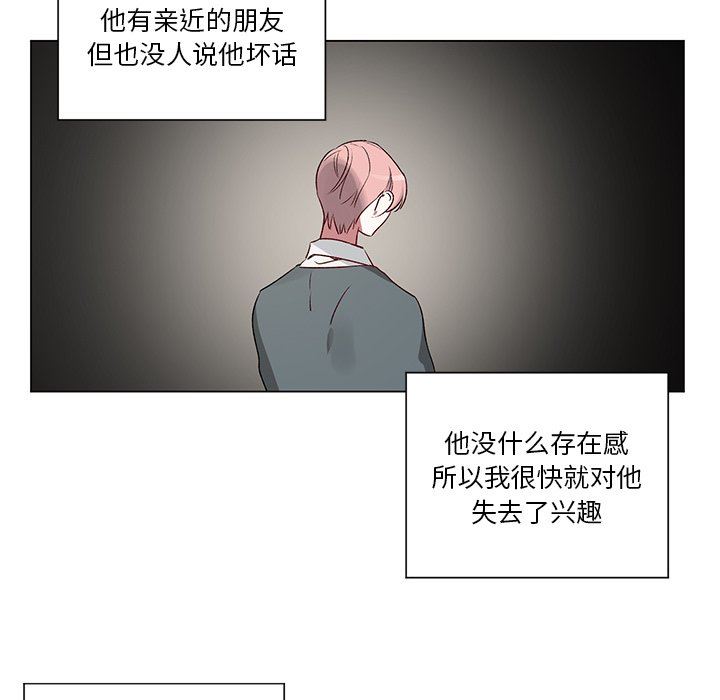 他有亲近的朋友
但也没人说他坏话
他没什么存在感
所以我很快就对他
失去了兴趣